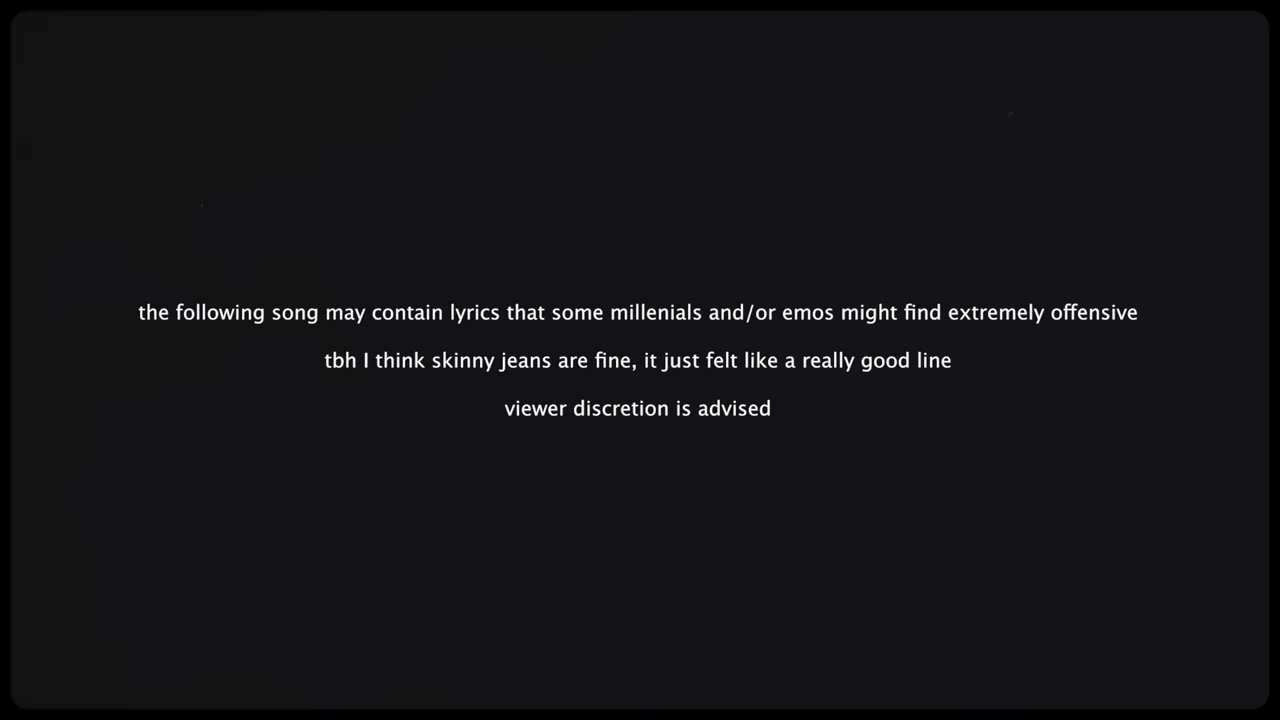 the following song may contain lyrics that some millenials and/or emos might find extremely offensive
tbh I think skinny jeans are fine, it just felt like a really good line
viewer discretion is advised